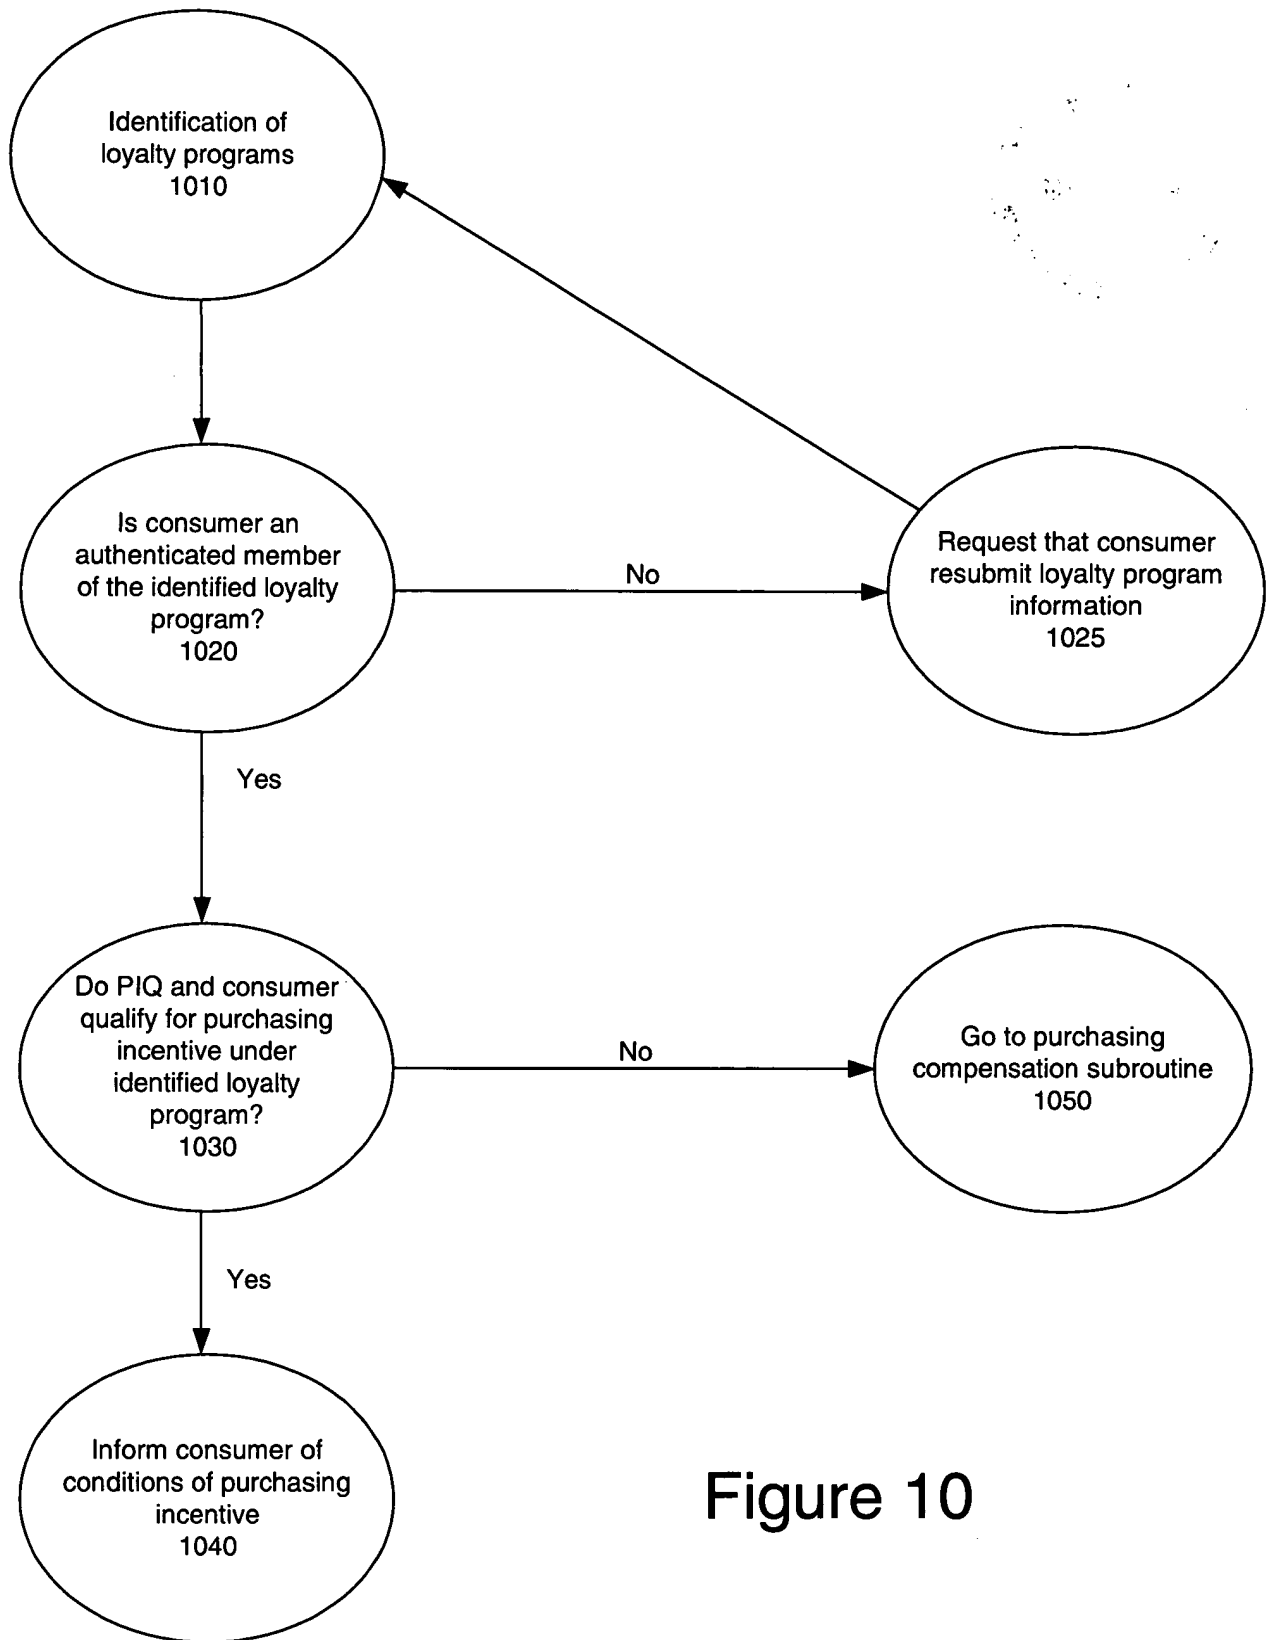 Identification of
loyalty programs
1010
Is consumer an
authenticated member
of the identified loyalty
program?
1020
No
Request that consumer
resubmit loyalty program
information
1025
Yes
Do PIQ and consumer
qualify for purchasing
incentive under
identified loyalty
program?
1030
No
Go to purchasing
compensation subroutine
1050
Yes
Inform consumer of
conditions of purchasing
incentive
1040
Figure 10